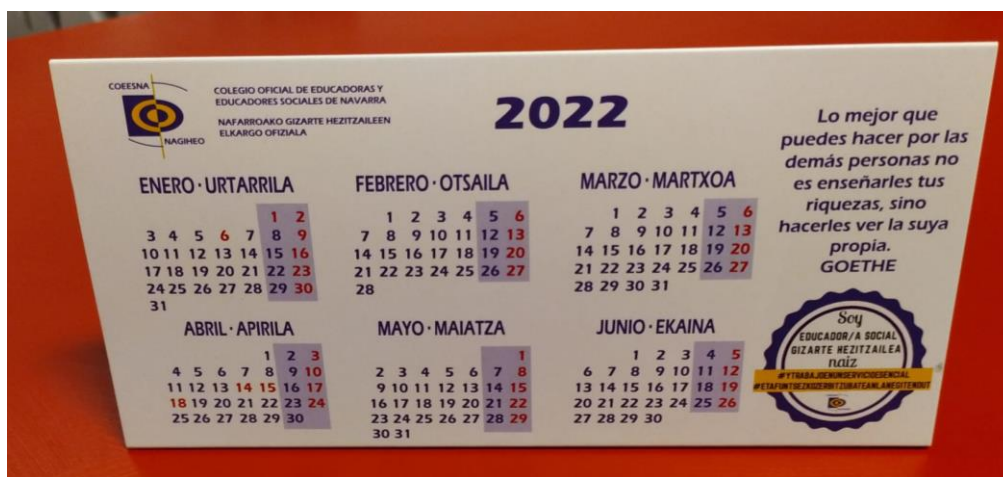 COEESNA
NAGIHEO
COLEGIO OFICIAL DE EDUCADORAS Y
EDUCADORES SOCIALES DE NAVARRA
NAFARROAKO GIZARTE HEZITZAILEEN
ELKARGO OFIZIALA
2022
ENERO · URTARRILA
1 2
3 4 5 6 7 8 9
10 11 12 13 14 15 16
17 18 19 20 21 22 23
24 25 26 27 28 29 30
31
FEBRERO · OTSAILA
1 2 3 4 5 6
7 8 9 10 11 12 13
14 15 16 17 18 19 20
21 22 23 24 25 26 27
28
MARZO · MARTXOA
1 2 3 4 5 6
7 8 9 10 11 12 13
14 15 16 17 18 19 20
21 22 23 24 25 26 27
28 29 30 31
ABRIL · APIRILA
1 2 3
4 5 6 7 8 9 10
11 12 13 14 15 16 17
18 19 20 21 22 23 24
25 26 27 28 29 30
MAYO · MAIATZA
1
2 3 4 5 6 7 8
9 10 11 12 13 14 15
16 17 18 19 20 21 22
23 24 25 26 27 28 29
30 31
JUNIO · EKAINA
1 2 3 4 5
6 7 8 9 10 11 12
13 14 15 16 17 18 19
20 21 22 23 24 25 26
27 28 29 30
Lo mejor que
puedes hacer por las
demás personas no
es enseñarles tus
riquezas, sino
hacerles ver la suya
propia.
GOETHE
Soy
EDUCADOR/A SOCIAL
GIZARTE HEZITZAILEA
naiz
#YTRABAJOENUNSERVICIOESENCIAL
#ETAFUNTSEZKOZERBITZUBATEANLANEGITENDUT